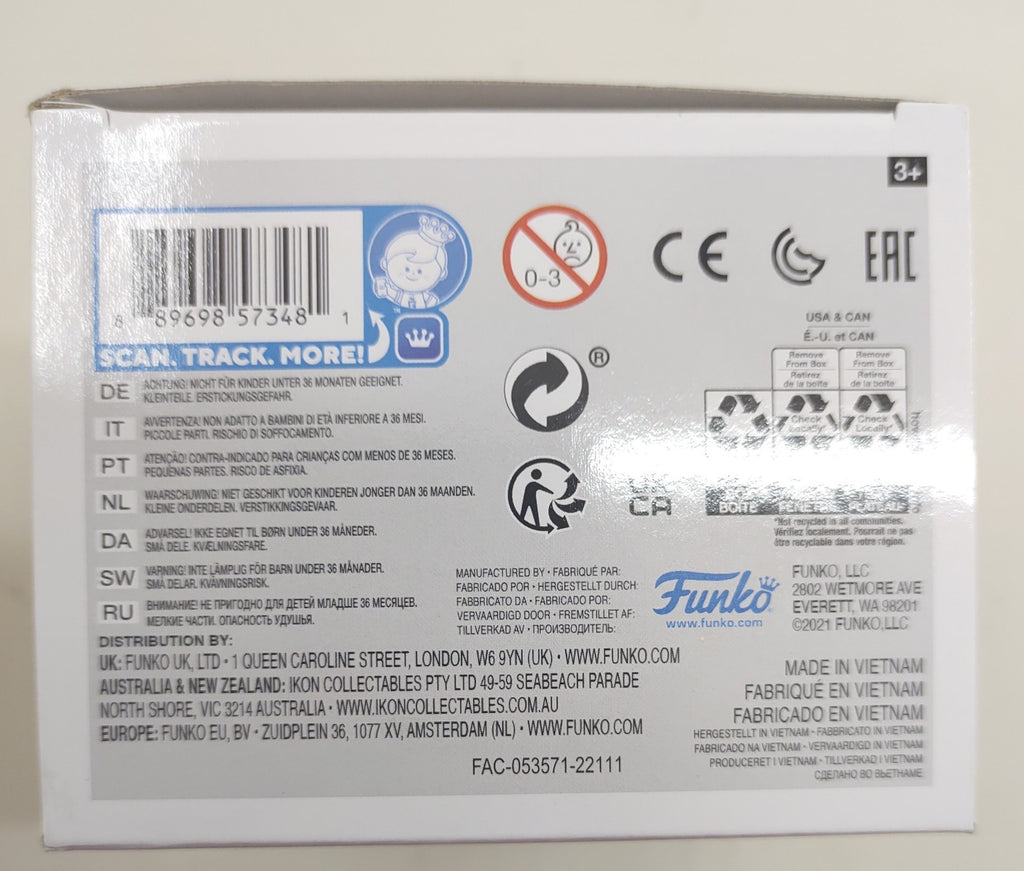 3+
8 89698 57348 1
SCAN. TRACK. MORE!
™
0-3
CE
EAC
USA & CAN
É.-U. et CAN
Remove From Box
Retirez de la boîte
Remove From Box
Retirez de la boîte
Check Locally*
Check Locally*
®
UK
CA
BOÎTE
PLATEAU
*Not recycled in all communities.
Vérifiez localement. Pourrait ne pas
être recyclable dans votre région.
DE ACHTUNG! NICHT FÜR KINDER UNTER 36 MONATEN GEEIGNET.
KLEINTEILE. ERSTICKUNGSGEFAHR.
IT AVVERTENZA! NON ADATTO A BAMBINI DI ETÀ INFERIORE A 36 MESI.
PICCOLE PARTI. RISCHIO DI SOFFOCAMENTO.
PT ATENÇÃO! CONTRA-INDICADO PARA CRIANÇAS COM MENOS DE 36 MESES.
PEQUENAS PARTES. RISCO DE ASFIXIA.
NL WAARSCHUWING! NIET GESCHIKT VOOR KINDEREN JONGER DAN 36 MAANDEN.
KLEINE ONDERDELEN. VERSTIKKINGSGEVAAR.
DA ADVARSEL! IKKE EGNET TIL BØRN UNDER 36 MÅNEDER.
SMÅ DELE. KVÆLNINGSFARE.
SW VARNING! INTE LÄMPLIG FÖR BARN UNDER 36 MÅNADER.
SMÅ DELAR. KVÄVNINGSRISK.
RU ВНИМАНИЕ! НЕ ПРИГОДНО ДЛЯ ДЕТЕЙ МЛАДШЕ 36 МЕСЯЦЕВ.
МЕЛКИЕ ЧАСТИ. ОПАСНОСТЬ УДУШЬЯ.
MANUFACTURED BY • FABRIQUÉ PAR:
FABRICADO POR • HERGESTELLT DURCH:
FABBRICATO DA • FABRICADO POR:
VERVAARDIGD DOOR • FREMSTILLET AF:
TILLVERKAD AV • ПРОИЗВОДИТЕЛЬ:
Funko
www.funko.com
FUNKO, LLC
2802 WETMORE AVE
EVERETT, WA 98201
©2021 FUNKO,LLC
DISTRIBUTION BY:
UK: FUNKO UK, LTD • 1 QUEEN CAROLINE STREET, LONDON, W6 9YN (UK) • WWW.FUNKO.COM
AUSTRALIA & NEW ZEALAND: IKON COLLECTABLES PTY LTD 49-59 SEABEACH PARADE
NORTH SHORE, VIC 3214 AUSTRALIA • WWW.IKONCOLLECTABLES.COM.AU
EUROPE: FUNKO EU, BV • ZUIDPLEIN 36, 1077 XV, AMSTERDAM (NL) • WWW.FUNKO.COM
FAC-053571-22111
MADE IN VIETNAM
FABRIQUÉ EN VIETNAM
FABRICADO EN VIETNAM
HERGESTELLT IN VIETNAM • FABBRICATO IN VIETNAM
FABRICADO NA VIETNAM • VERVAARDIGD IN VIETNAM
PRODUCERET I VIETNAM • TILLVERKAD I VIETNAM
СДЕЛАНО ВО ВЬЕТНАМЕ